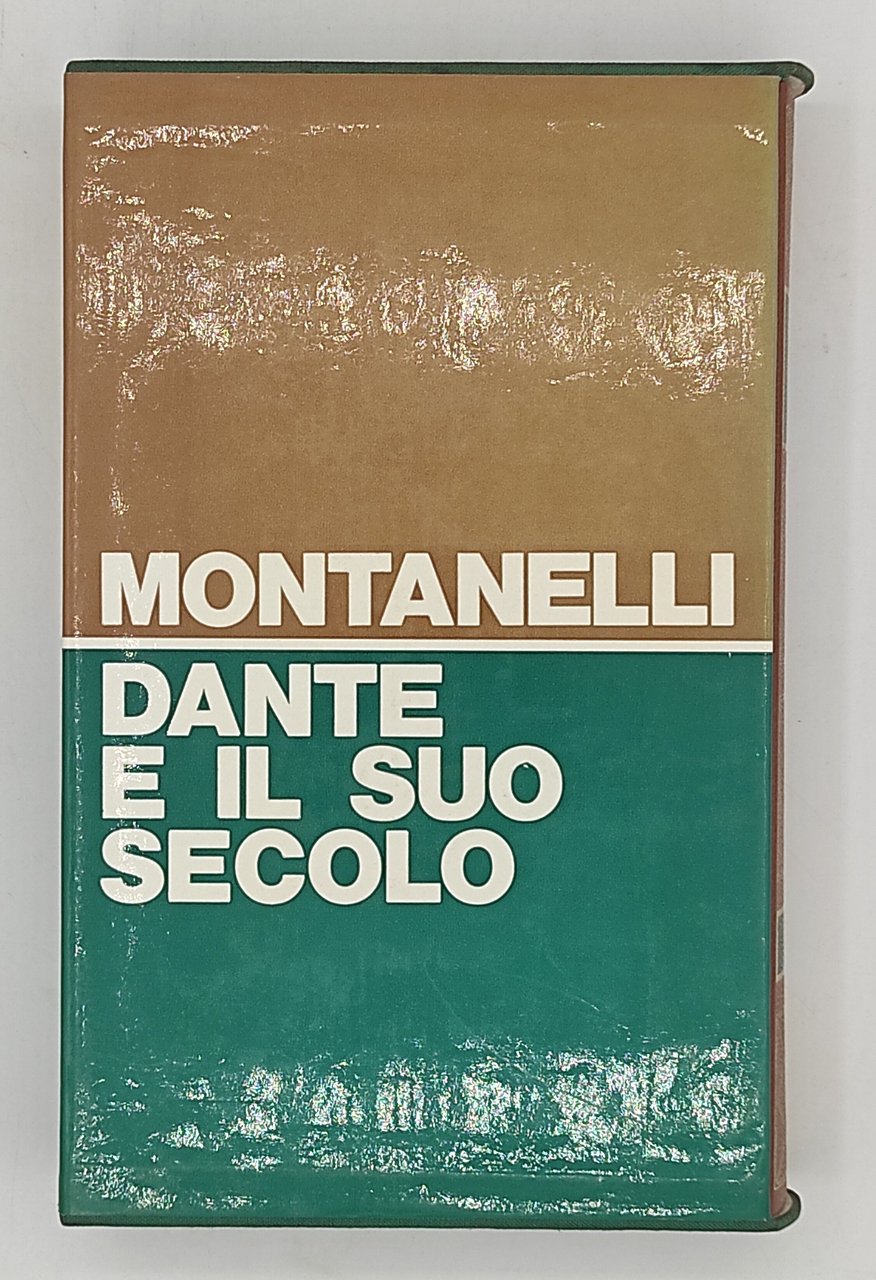 MONTANELLI
DANTE
E IL SUO
SECOLO